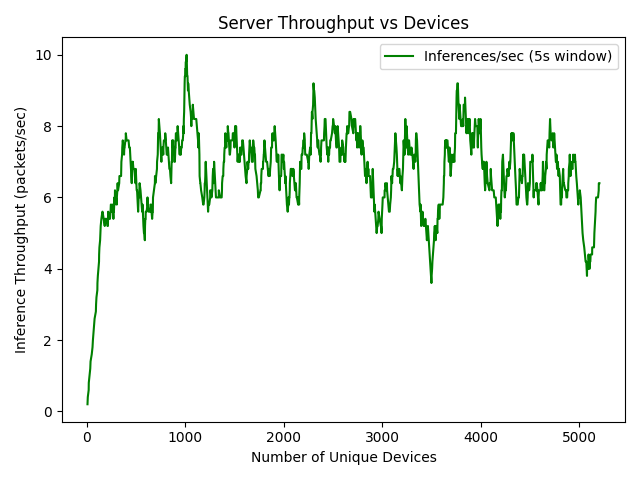 Server Throughput vs Devices
Inferences/sec (5s window)
Inference Throughput (packets/sec)
10
8
6
4
2
0
0 1000 2000 3000 4000 5000
Number of Unique Devices